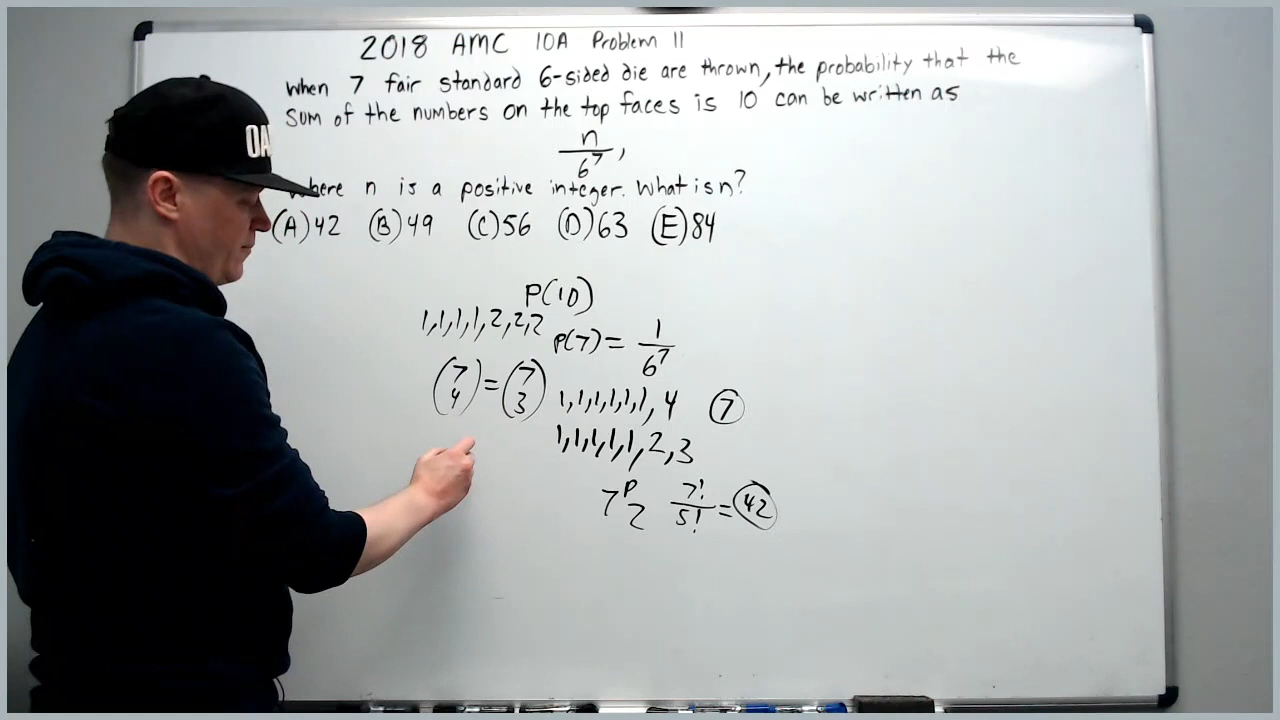 2018 AMC 10A Problem 11
When 7 fair standard 6-sided die are thrown, the probability that the
sum of the numbers on the top faces is 10 can be written as
n/6^7,
where n is a positive integer. What is n?
(A)42 (B)49 (C)56 (D)63 (E)84
OA
P(10)
1,1,1,1,2,2,2
P(7) = 1/6^7
(7 4) = (7 3)
1,1,1,1,1,1,4 7
1,1,1,1,1,2,3
7P2 7!/5! = 42